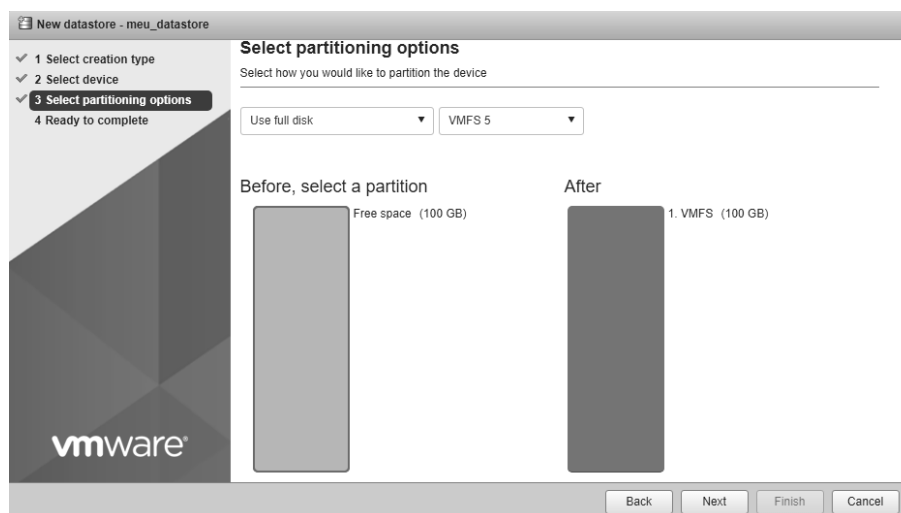 New datastore - meu_datastore
1 Select creation type
2 Select device
3 Select partitioning options
4 Ready to complete
Select partitioning options
Select how you would like to partition the device
Use full disk VMFS 5
Before, select a partition After
Free space (100 GB) 1. VMFS (100 GB)
vmware®
Back Next Finish Cancel